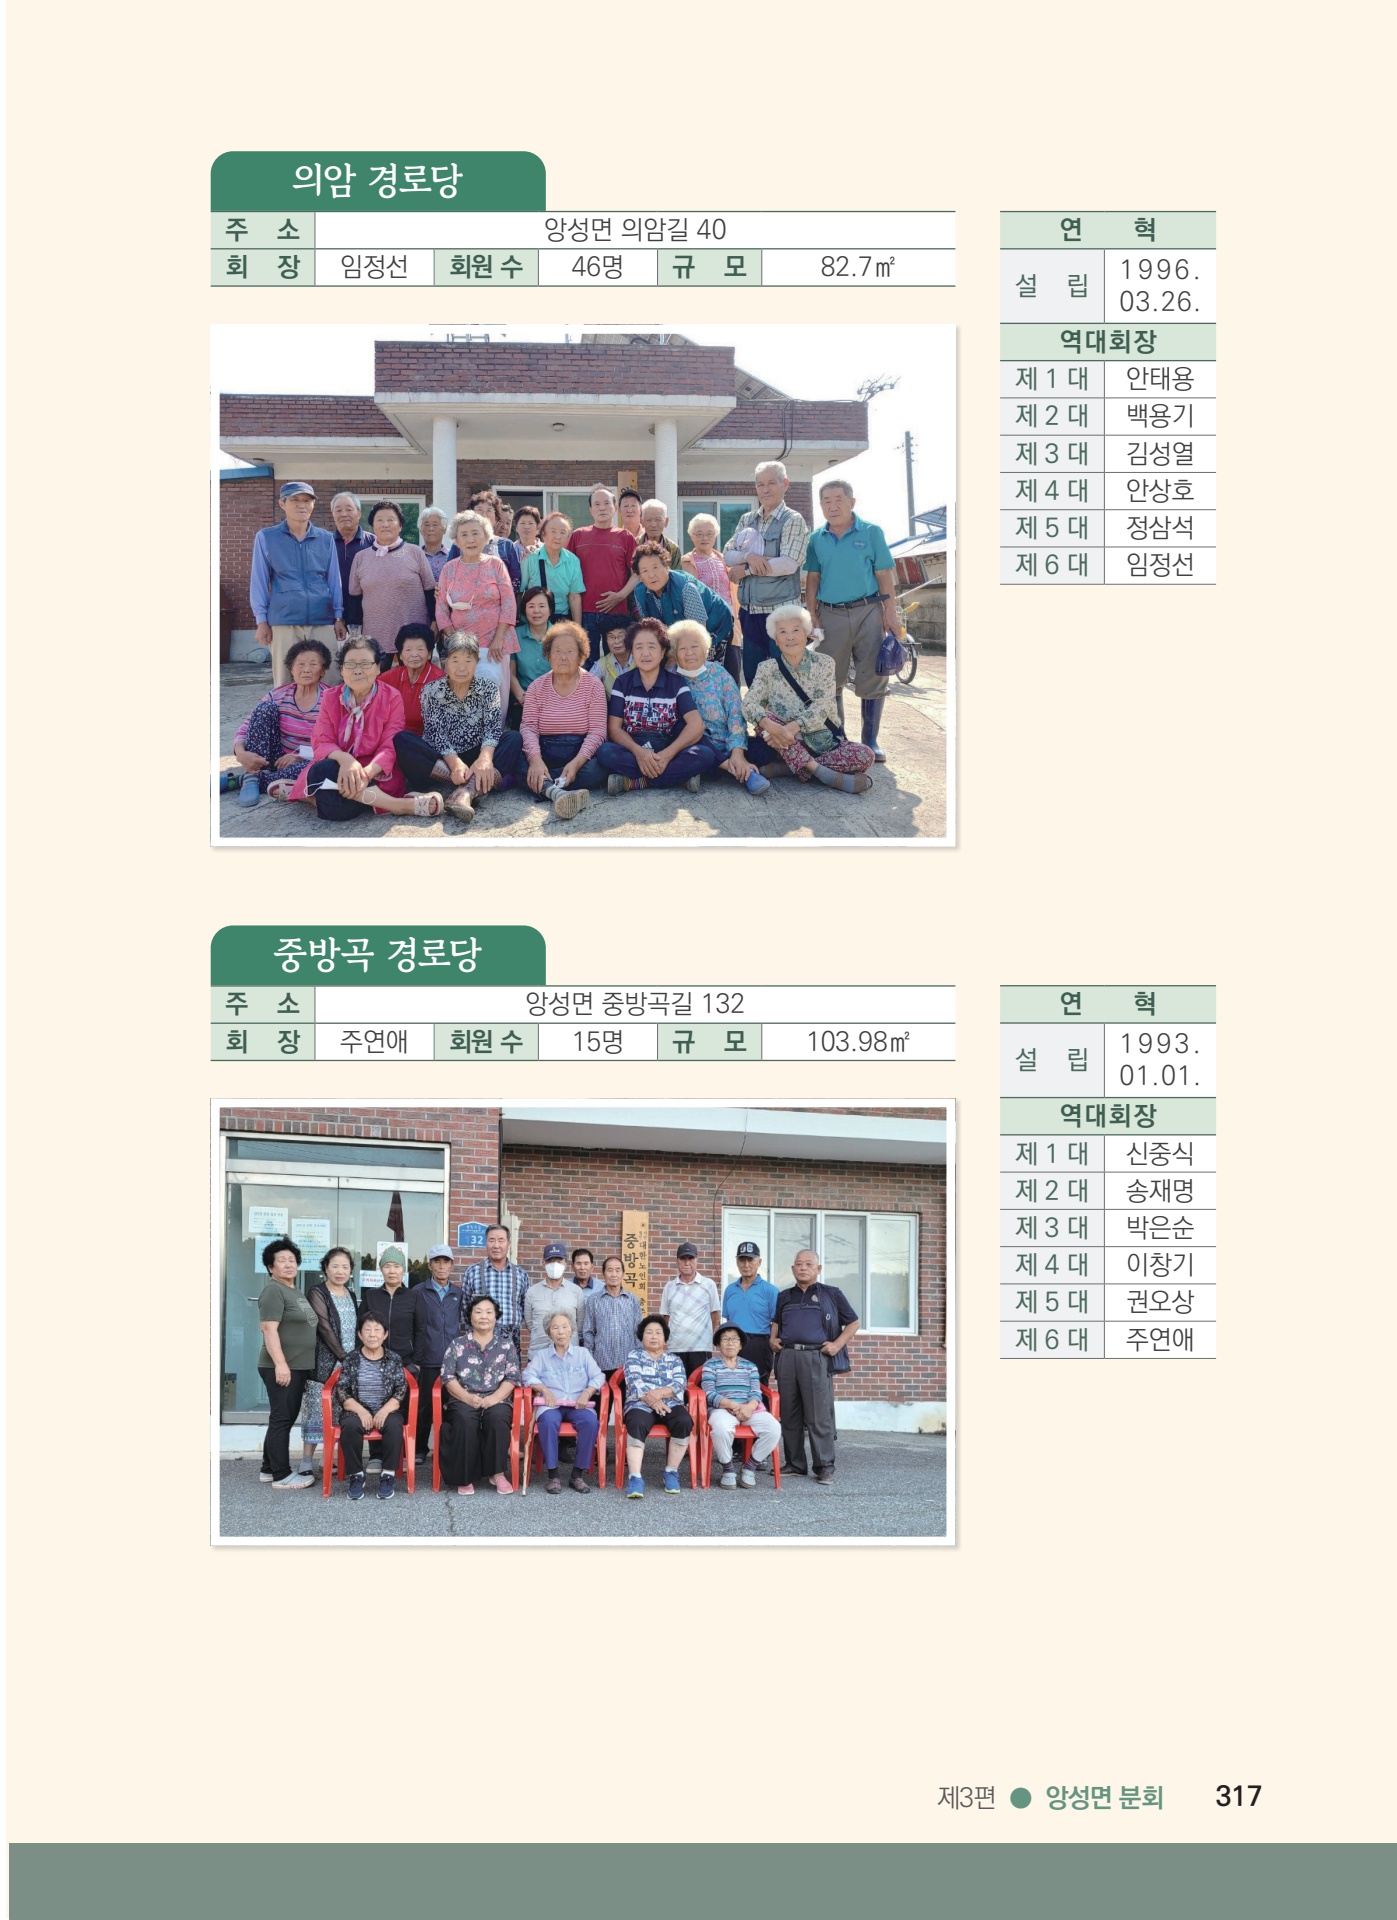 의암 경로당
주 소 앙성면 의암길 40
회 장 임정선 회원 수 46명 규 모 82.7㎡
연 혁
설 립 1996. 03.26.
역대회장
제 1 대 안태용
제 2 대 백용기
제 3 대 김성열
제 4 대 안상호
제 5 대 정삼석
제 6 대 임정선
중방곡 경로당
주 소 앙성면 중방곡길 132
회 장 주연애 회원 수 15명 규 모 103.98㎡
연 혁
설 립 1993. 01.01.
역대회장
제 1 대 신중식
제 2 대 송재명
제 3 대 박은순
제 4 대 이창기
제 5 대 권오상
제 6 대 주연애
132
대한노인회
중방곡
제3편 ● 앙성면 분회 317